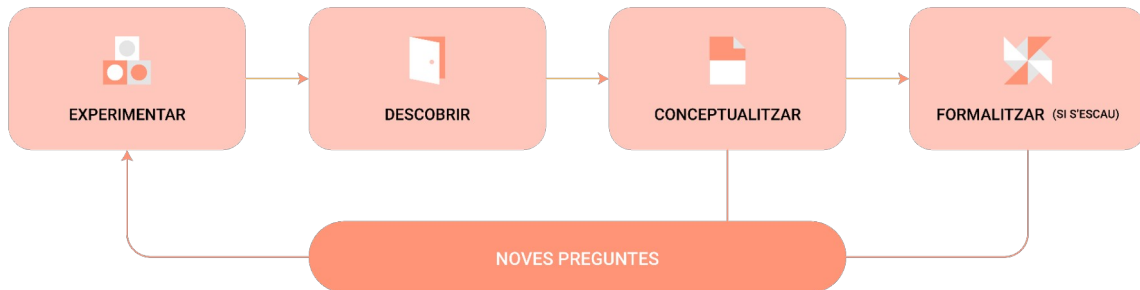 EXPERIMENTAR
DESCOBRIR
CONCEPTUALITZAR
FORMALITZAR (SI S'ESCAU)
NOVES PREGUNTES